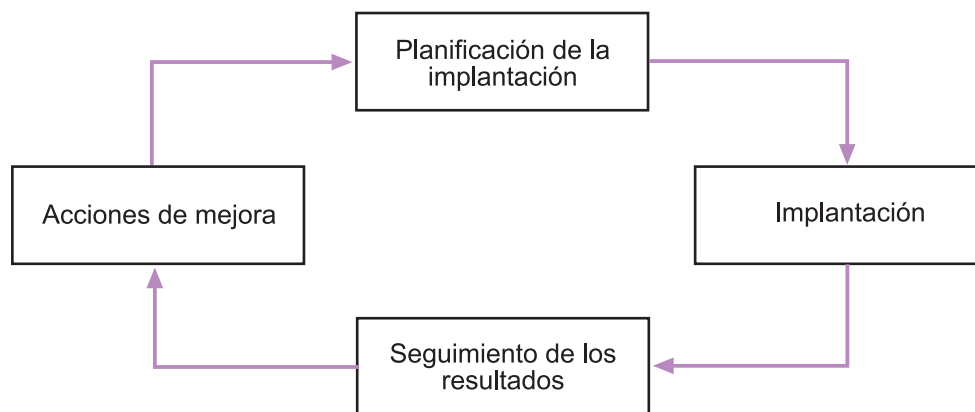 Planificación de la
implantación
Acciones de mejora
Implantación
Seguimiento de los
resultados